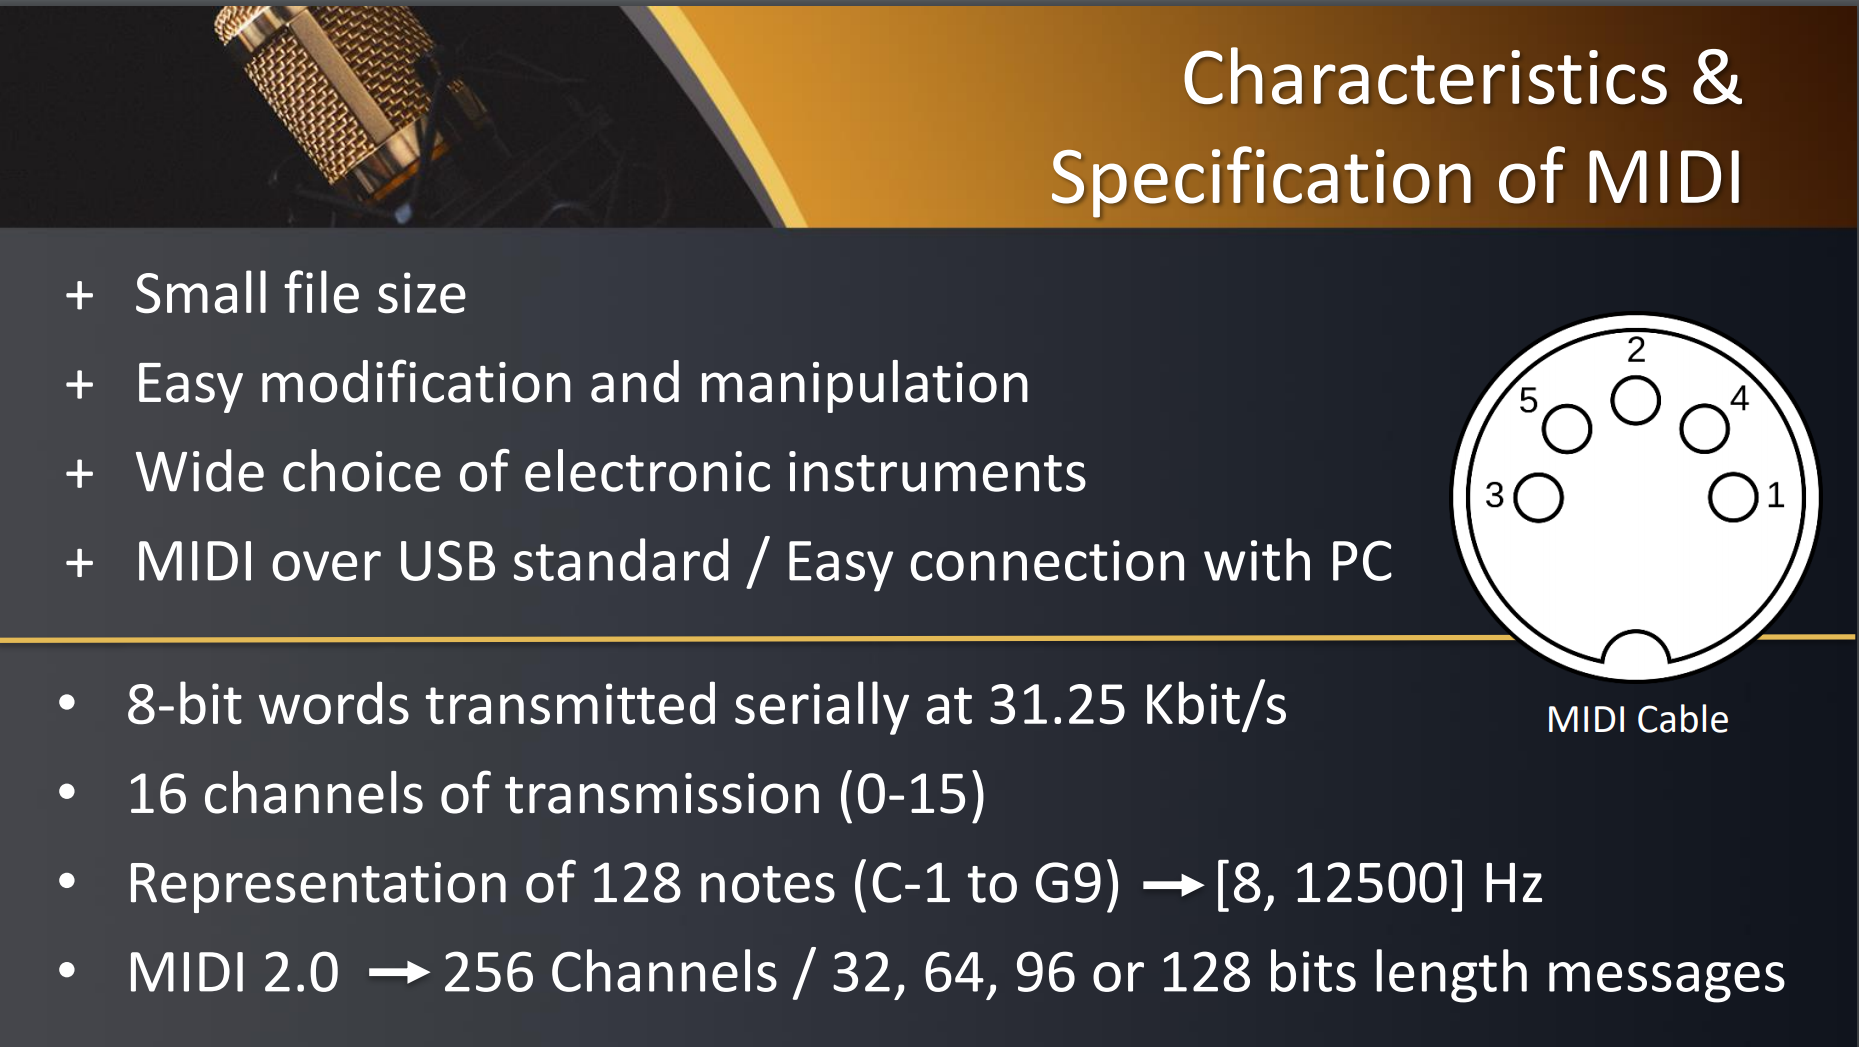 Characteristics &
Specification of MIDI
+ Small file size
+ Easy modification and manipulation
+ Wide choice of electronic instruments
+ MIDI over USB standard / Easy connection with PC
2
5
4
3
1
MIDI Cable
• 8-bit words transmitted serially at 31.25 Kbit/s
• 16 channels of transmission (0-15)
• Representation of 128 notes (C-1 to G9) → [8, 12500] Hz
• MIDI 2.0 → 256 Channels / 32, 64, 96 or 128 bits length messages